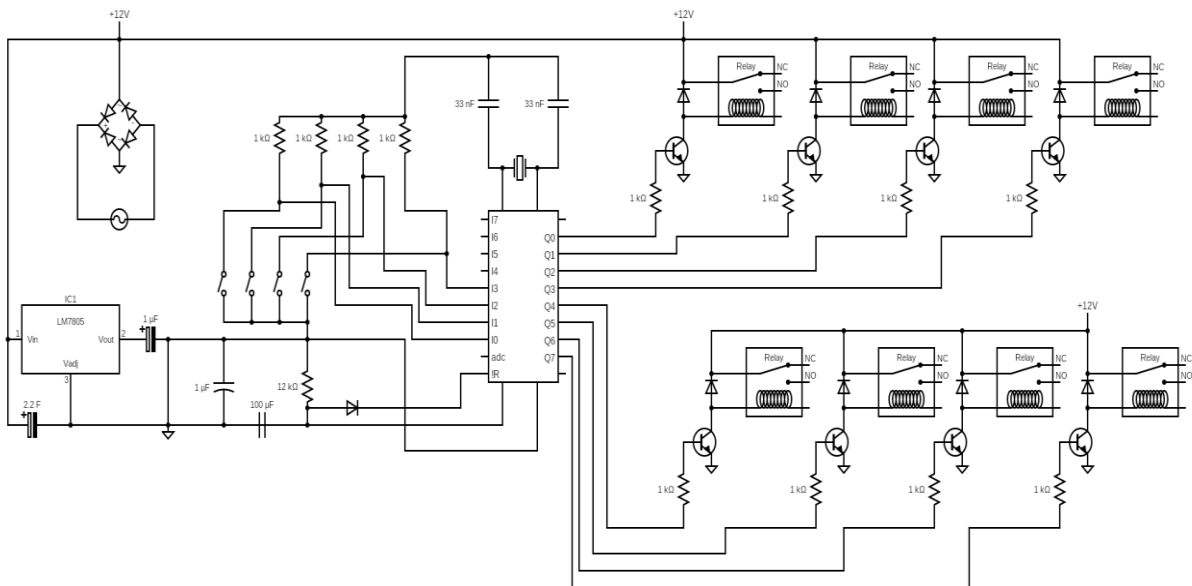 +12V
+12V
Relay
NC
NO
Relay
NC
NO
Relay
NC
NO
Relay
NC
NO
33 nF
33 nF
1 kΩ
1 kΩ
1 kΩ
1 kΩ
1 kΩ
1 kΩ
1 kΩ
1 kΩ
I7
I6
I5
I4
I3
I2
I1
I0
adc
!R
Q0
Q1
Q2
Q3
Q4
Q5
Q6
Q7
IC1
LM7805
1
Vin
Vout
2
Vadj
3
+
1 µF
+
2.2 F
1 µF
100 µF
12 kΩ
+12V
Relay
NC
NO
Relay
NC
NO
Relay
NC
NO
Relay
NC
NO
1 kΩ
1 kΩ
1 kΩ
1 kΩ